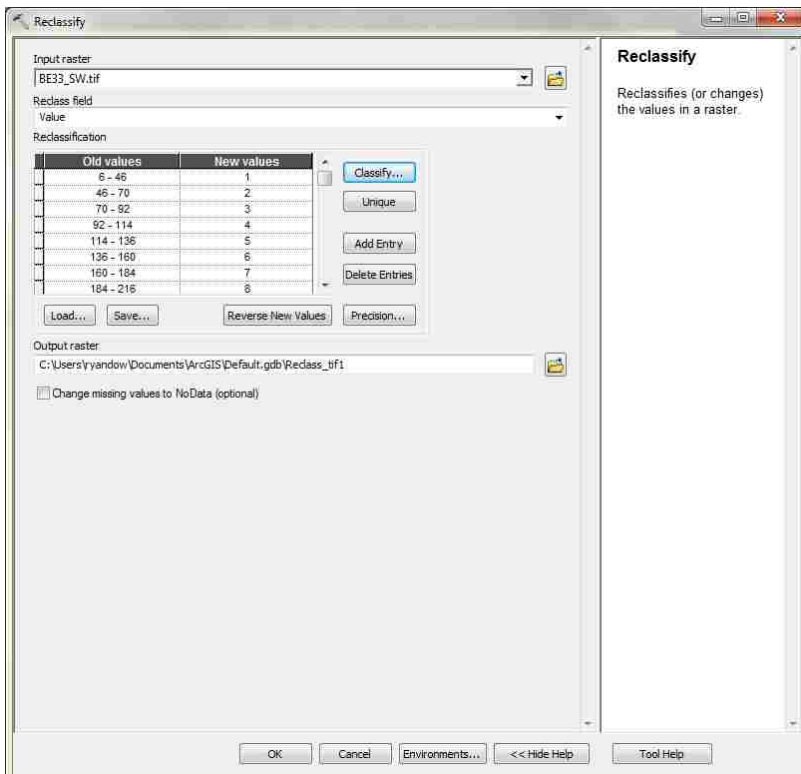 Reclassify
Input raster
BE33_SW.tif
Reclass field
Value
Reclassification
Old values New values
6 - 46 1
46 - 70 2
70 - 92 3
92 - 114 4
114 - 136 5
136 - 160 6
160 - 184 7
184 - 216 8
Classify...
Unique
Add Entry
Delete Entries
Load... Save... Reverse New Values Precision...
Output raster
C:\Users\ryandow\Documents\ArcGIS\Default.gdb\Reclass_tif1
Change missing values to NoData (optional)
OK Cancel Environments... << Hide Help Tool Help
Reclassify
Reclassifies (or changes)
the values in a raster.